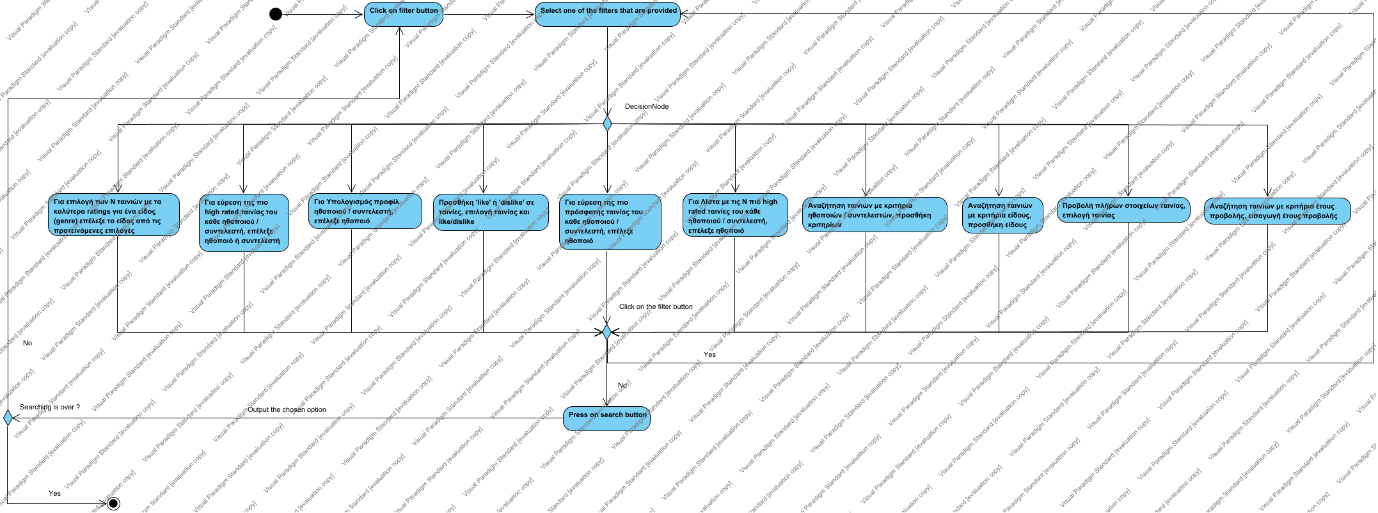 Click on filter button
Select one of the filters that are provided
DecisionNode
Για επιλογή των Ν ταινιών με τα
καλύτερα ratings για ένα είδος
(genre) επέλεξε το είδος από τις
προτεινόμενες επιλογές
Για εύρεση της πιο
high rated ταινίας του
κάθε ηθοποιού /
συντελεστή, επέλεξε
ηθοποιό ή συντελεστή
Για Υπολογισμός προφίλ
ηθοποιού / συντελεστή,
επέλεξε ηθοποιό
Προσθήκη 'like' ή 'dislike' σε
ταινίες, επιλογή ταινίας και
like/dislike
Για εύρεση της πιο
πρόσφατης ταινίας του
κάθε ηθοποιού /
συντελεστή, επέλεξε
ηθοποιό
Για Λίστα με τις Ν πιό high
rated ταινίες του κάθε
ηθοποιού / συντελεστή,
επέλεξε ηθοποιό
Αναζήτηση ταινιών με κριτήρια
ηθοποιών / συντελεστών, προσθήκη
κριτηρίων
Αναζήτηση ταινιών
με κριτήρια είδους,
προσθήκη είδους
Προβολή πλήρων στοιχείων ταινίας,
επιλογή ταινίας
Αναζήτηση ταινιών με κριτήρια έτους
προβολής, εισαγωγή έτους προβολής
Click on the filter button
No
Yes
No
Searching is over ?
Output the chosen option
Press on search button
Yes
Visual Paradigm Standard [evaluation copy]